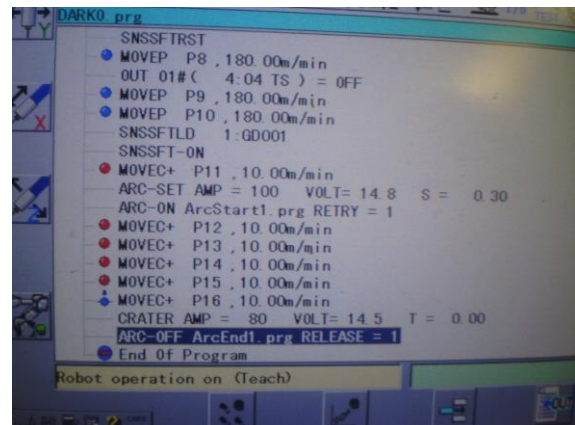 DARKO. prg
SNSSFTRST
MOVEP P8 ,180.00m/min
OUT 01#( 4:04 TS ) = OFF
MOVEP P9 ,180.00m/min
MOVEP P10 ,180.00m/min
SNSSFTLD 1:GD001
SNSSFT-ON
MOVEC+ P11 ,10.00m/min
ARC-SET AMP = 100 VOLT= 14.8 S = 0.30
ARC-ON ArcStart1.prg RETRY = 1
MOVEC+ P12 ,10.00m/min
MOVEC+ P13 ,10.00m/min
MOVEC+ P14 ,10.00m/min
MOVEC+ P15 ,10.00m/min
MOVEC+ P16 ,10.00m/min
CRATER AMP = 80 VOLT= 14.5 T = 0.00
ARC-OFF ArcEnd1.prg RELEASE = 1
End Of Program
Robot operation on (Teach)
Y
X
Z